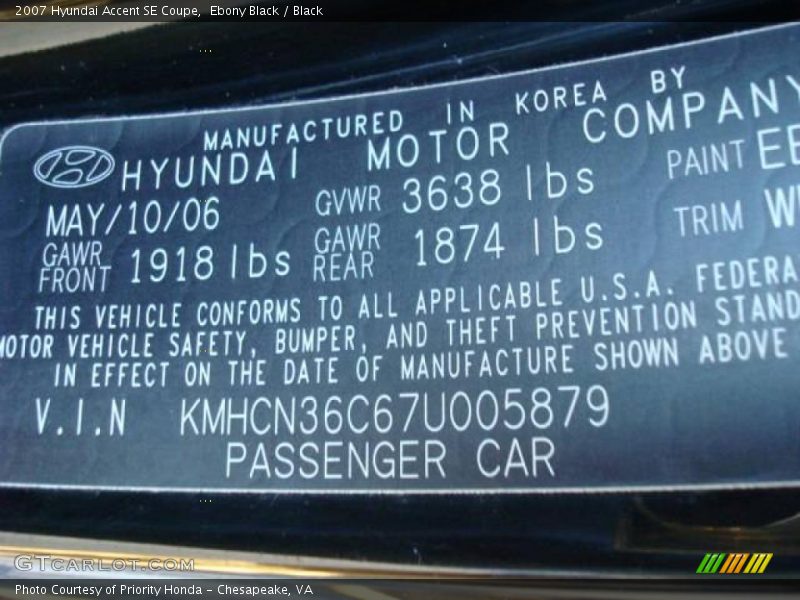 2007 Hyundai Accent SE Coupe,  Ebony Black / Black
MANUFACTURED IN KOREA BY
HYUNDAI MOTOR COMPANY
MAY/10/06 GVWR 3638 lbs PAINT EB
GAWR FRONT 1918 lbs GAWR REAR 1874 lbs TRIM
THIS VEHICLE CONFORMS TO ALL APPLICABLE U.S.A. FEDERA
MOTOR VEHICLE SAFETY, BUMPER, AND THEFT PREVENTION STAND
IN EFFECT ON THE DATE OF MANUFACTURE SHOWN ABOVE
V.I.N KMHCN36C67U005879
PASSENGER CAR
GTCARLOT.COM
Photo Courtesy of Priority Honda - Chesapeake, VA